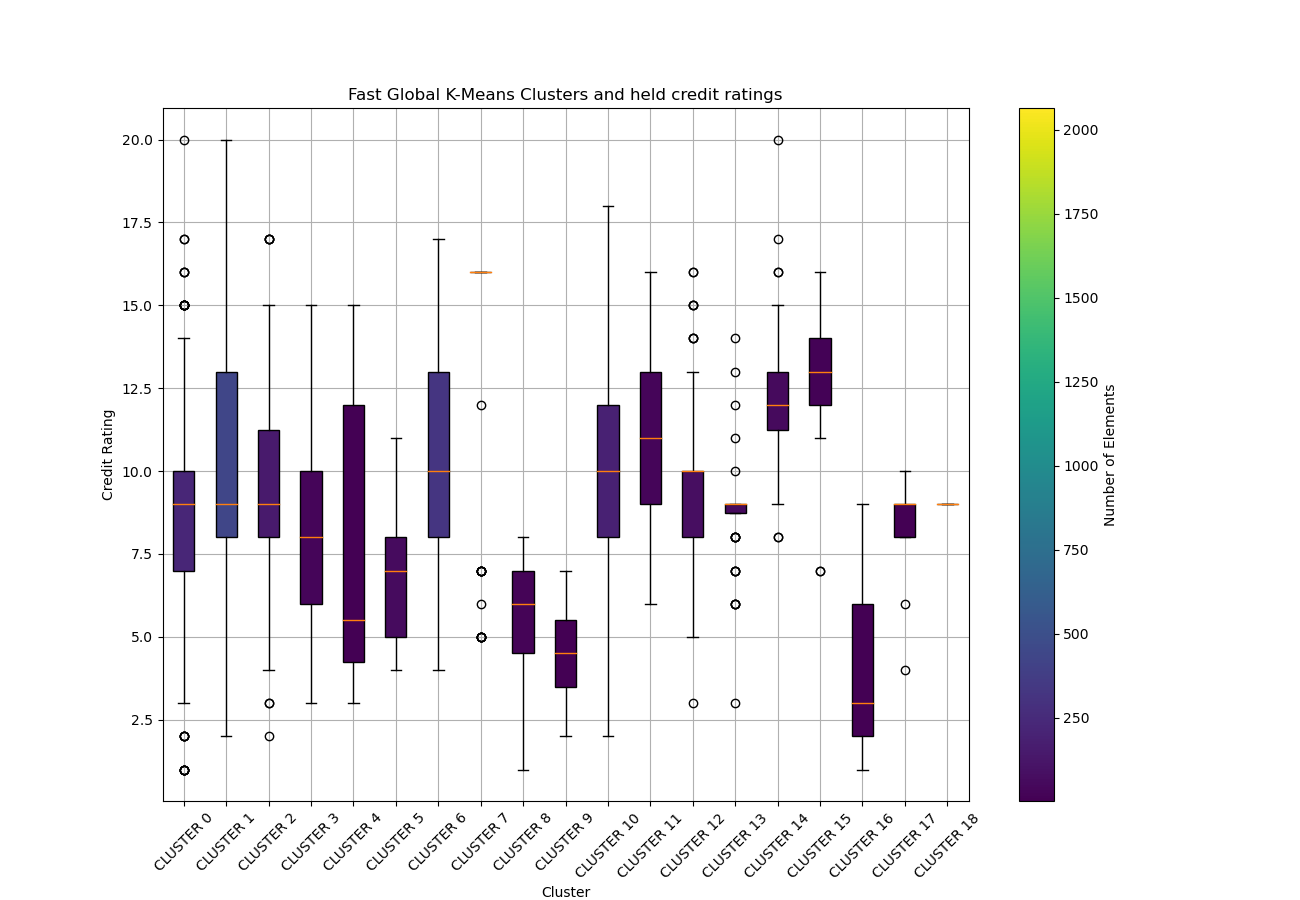 Fast Global K-Means Clusters and held credit ratings
20.0
17.5
15.0
12.5
10.0
7.5
5.0
2.5
Credit Rating
CLUSTER 0
CLUSTER 1
CLUSTER 2
CLUSTER 3
CLUSTER 4
CLUSTER 5
CLUSTER 6
CLUSTER 7
CLUSTER 8
CLUSTER 9
CLUSTER 10
CLUSTER 11
CLUSTER 12
CLUSTER 13
CLUSTER 14
CLUSTER 15
CLUSTER 16
CLUSTER 17
CLUSTER 18
Cluster
2000
1750
1500
1250
1000
750
500
250
Number of Elements